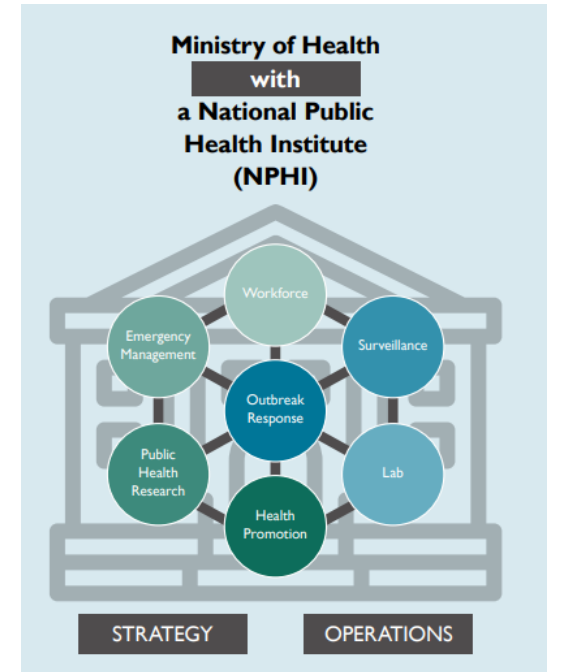 Ministry of Health
with
a National Public
Health Institute
(NPHI)
Workforce
Emergency
Management
Surveillance
Outbreak
Response
Public
Health
Research
Lab
Health
Promotion
STRATEGY
OPERATIONS